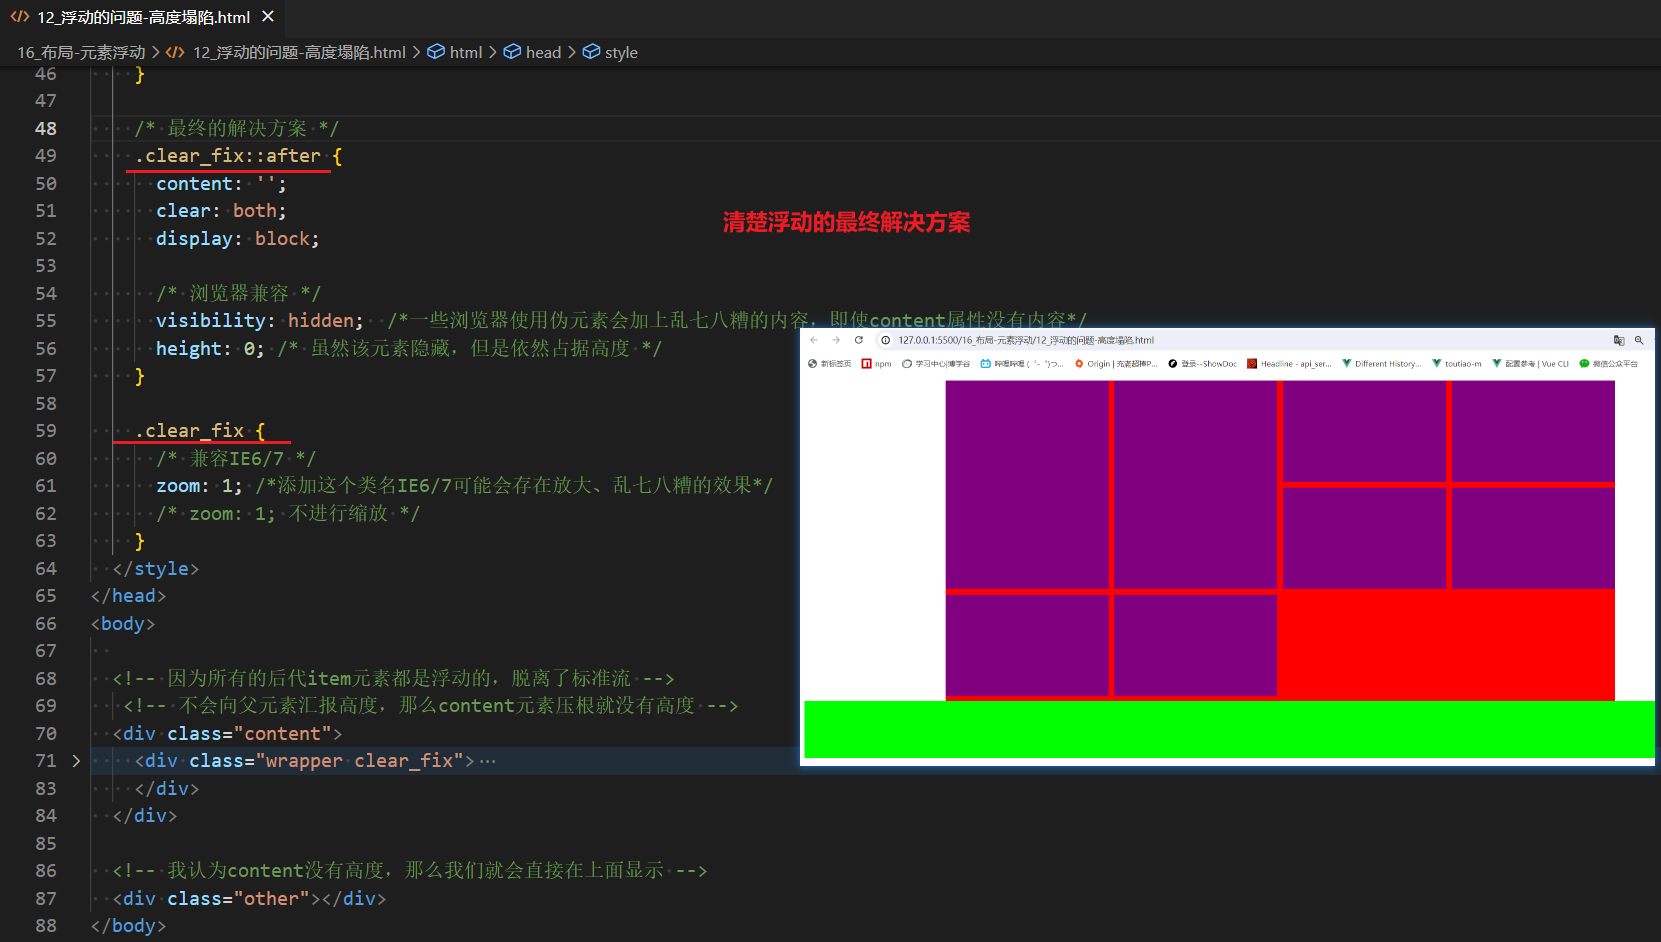 12_浮动的问题-高度塌陷.html
16_布局-元素浮动 > 12_浮动的问题-高度塌陷.html > html > head > style
46 }
47
48 /* 最终的解决方案 */
49 .clear_fix::after {
50 content: '';
51 clear: both;
52 display: block;
53
54 /* 浏览器兼容 */
55 visibility: hidden; /*一些浏览器使用伪元素会加上乱七八糟的内容，即使content属性没有内容*/
56 height: 0; /* 虽然该元素隐藏，但是依然占据高度 */
57 }
58
59 .clear_fix {
60 /* 兼容IE6/7 */
61 zoom: 1; /*添加这个类名IE6/7可能会存在放大、乱七八糟的效果*/
62 /* zoom: 1; 不进行缩放 */
63 }
64 </style>
65 </head>
66 <body>
67
68 <!-- 因为所有的后代item元素都是浮动的，脱离了标准流 -->
69 <!-- 不会向父元素汇报高度，那么content元素压根就没有高度 -->
70 <div class="content">
71 <div class="wrapper clear_fix">…
83 </div>
84 </div>
85
86 <!-- 我认为content没有高度，那么我们就会直接在上面显示 -->
87 <div class="other"></div>
88 </body>
清楚浮动的最终解决方案
127.0.0.1:5500/16_布局-元素浮动/12_浮动的问题-高度塌陷.html
新标签页 npm 学习中心|博学谷 哔哩哔哩 (゜-゜)つ... Origin | 充诺超棒P... 登录--ShowDoc Headline - api_ser... Different History... toutiao-m 配置参考 | Vue CLI 微信公众平台